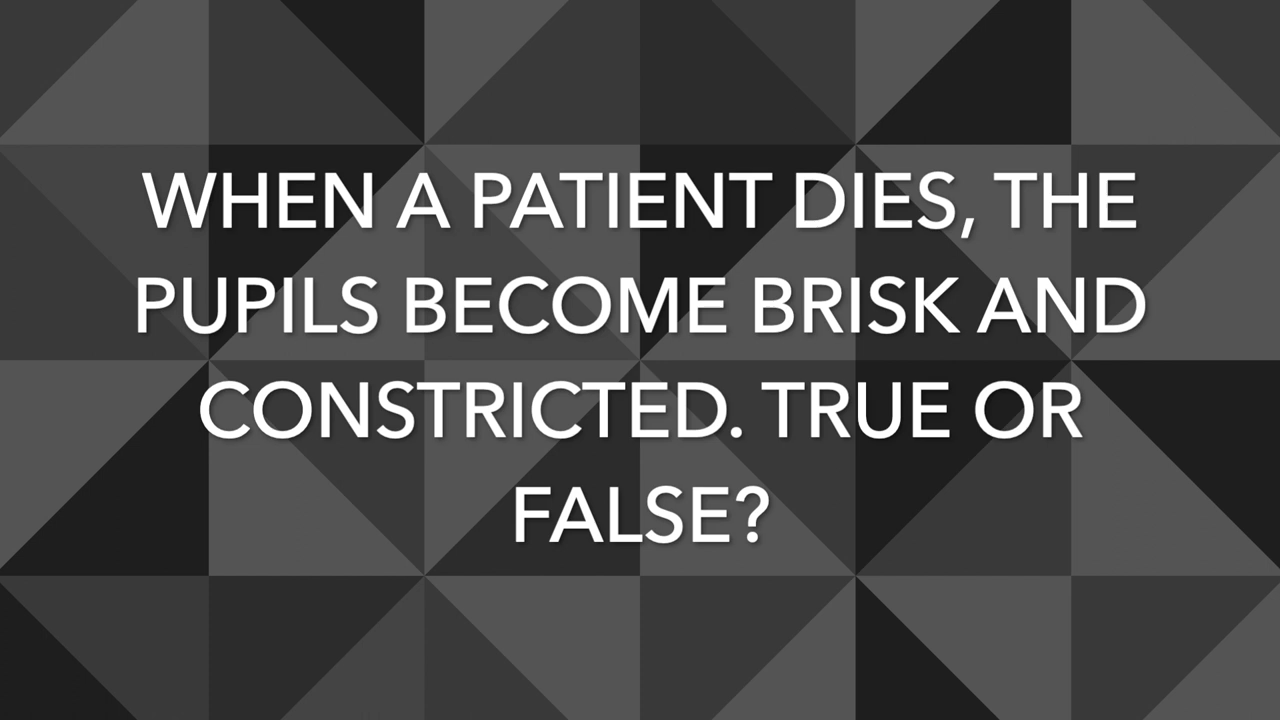 WHEN A PATIENT DIES, THE
PUPILS BECOME BRISK AND
CONSTRICTED. TRUE OR
FALSE?